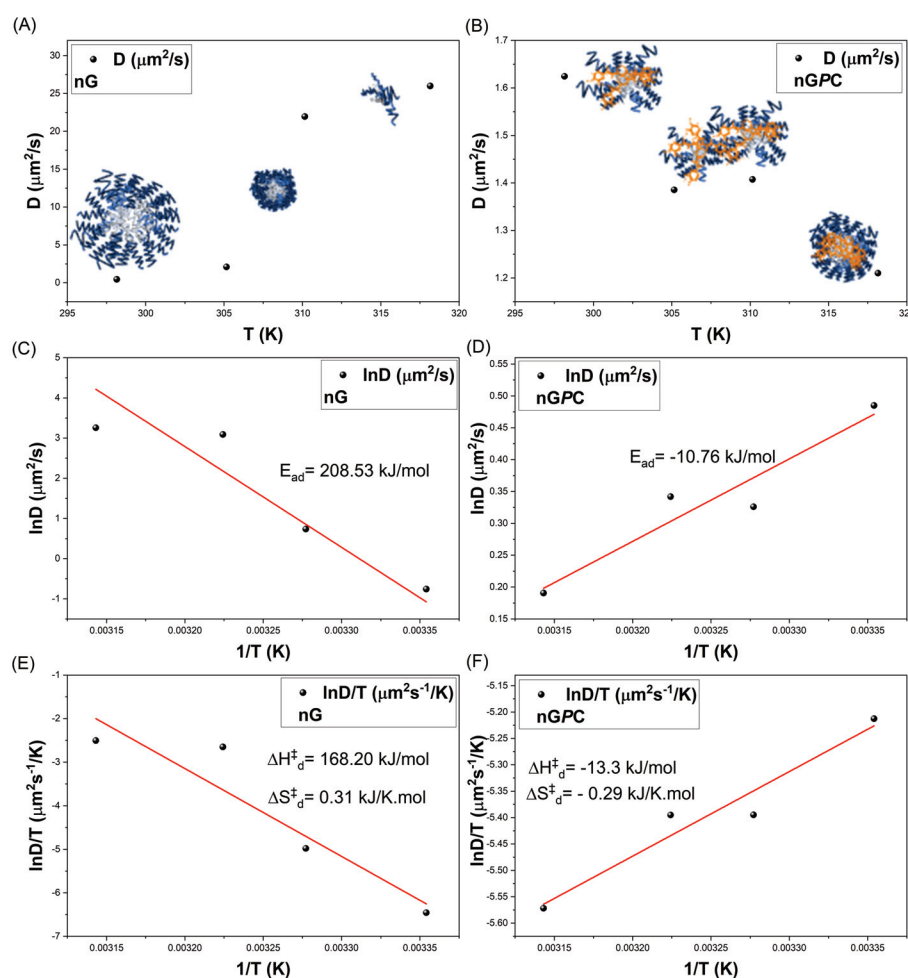 (A)
D (μm²/s)
nG
D (μm²/s)
30
25
20
15
10
5
0
295
300
305
310
315
320
T (K)
(B)
D (μm²/s)
nGPC
D (μm²/s)
1.7
1.6
1.5
1.4
1.3
1.2
295
300
305
310
315
32
T (K)
(C)
lnD (μm²/s)
nG
E_ad= 208.53 kJ/mol
lnD (μm²/s)
5
4
3
2
1
0
-1
0.00315
0.00320
0.00325
0.00330
0.00335
1/T (K)
(D)
lnD (μm²/s)
nGPC
E_ad= -10.76 kJ/mol
lnD (μm²/s)
0.55
0.50
0.45
0.40
0.35
0.30
0.25
0.20
0.15
0.00315
0.00320
0.00325
0.00330
0.00335
1/T (K)
(E)
lnD/T (μm²s⁻¹/K)
nG
ΔH‡d= 168.20 kJ/mol
ΔS‡d= 0.31 kJ/K.mol
lnD/T (μm²s⁻¹/K)
-1
-2
-3
-4
-5
-6
-7
0.00315
0.00320
0.00325
0.00330
0.00335
1/T (K)
(F)
lnD/T (μm²s⁻¹/K)
nGPC
ΔH‡d= -13.3 kJ/mol
ΔS‡d= - 0.29 kJ/K.mol
lnD/T (μm²s⁻¹/K)
-5.15
-5.20
-5.25
-5.30
-5.35
-5.40
-5.45
-5.50
-5.55
-5.60
0.00315
0.00320
0.00325
0.00330
0.00335
1/T (K)